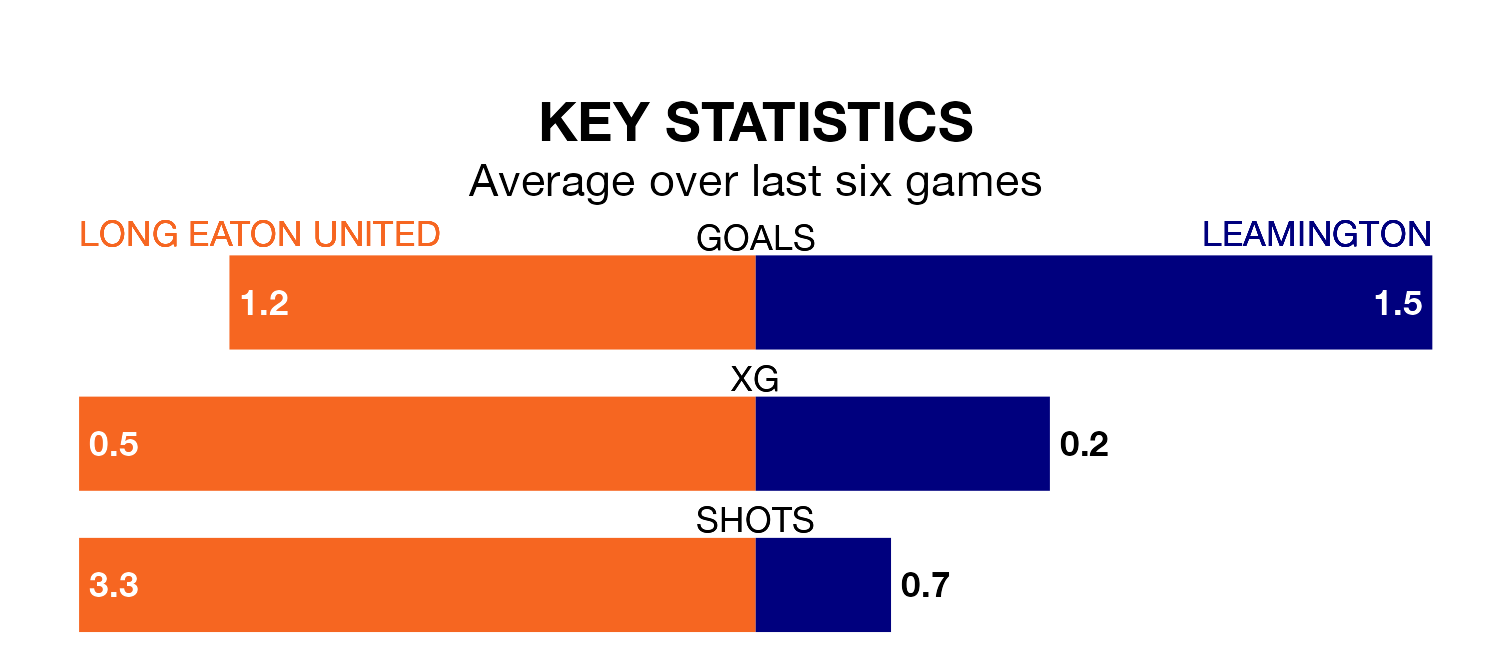 KEY STATISTICS
Average over last six games
LONG EATON UNITED GOALS LEAMINGTON
1.2 1.5
XG
0.5 0.2
SHOTS
3.3 0.7